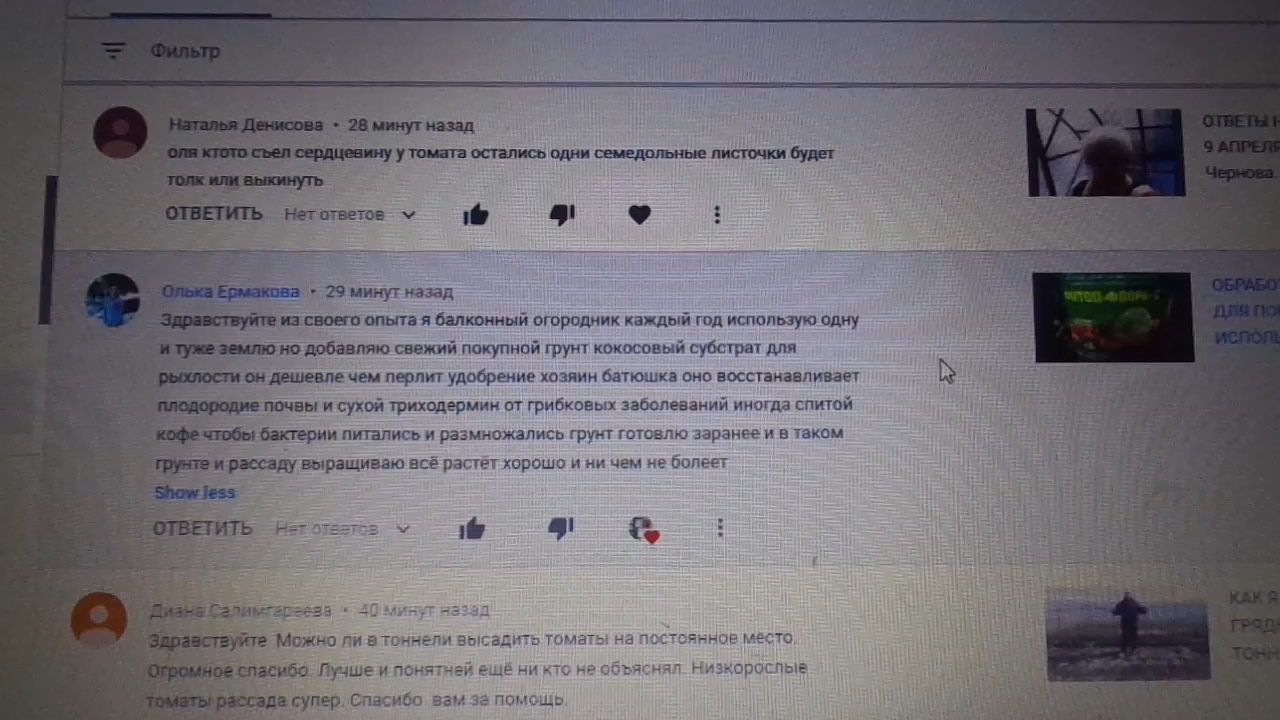 Фильтр
Наталья Денисова • 28 минут назад
оля ктото съел сердцевину у томата остались одни семедольные листочки будет
толк или выкинуть
ОТВЕТИТЬ Нет ответов
ОТВЕТЫ
9 АПРЕЛЯ
Чернова.
Олька Ермакова • 29 минут назад
Здравствуйте из своего опыта я балконный огородник каждый год использую одну
и туже землю но добавляю свежий покупной грунт кокосовый субстрат для
рыхлости он дешевле чем перлит удобрение хозяин батюшка оно восстанавливает
плодородие почвы и сухой триходермин от грибковых заболеваний иногда спитой
кофе чтобы бактерии питались и размножались грунт готовлю заранее и в таком
грунте и рассаду выращиваю всё растёт хорошо и ни чем не болеет
Show less
ОТВЕТИТЬ Нет ответов
ОБРАБО
ДЛЯ ПО
ИСПОЛЬ
Диана Салимгареева • 40 минут назад
Здравствуйте Можно ли в тоннели высадить томаты на постоянное место.
Огромное спасибо. Лучше и понятней ещё ни кто не объяснял. Низкорослые
томаты рассада супер. Спасибо вам за помощь.
КАК Я
ГРЯД
ТОНН